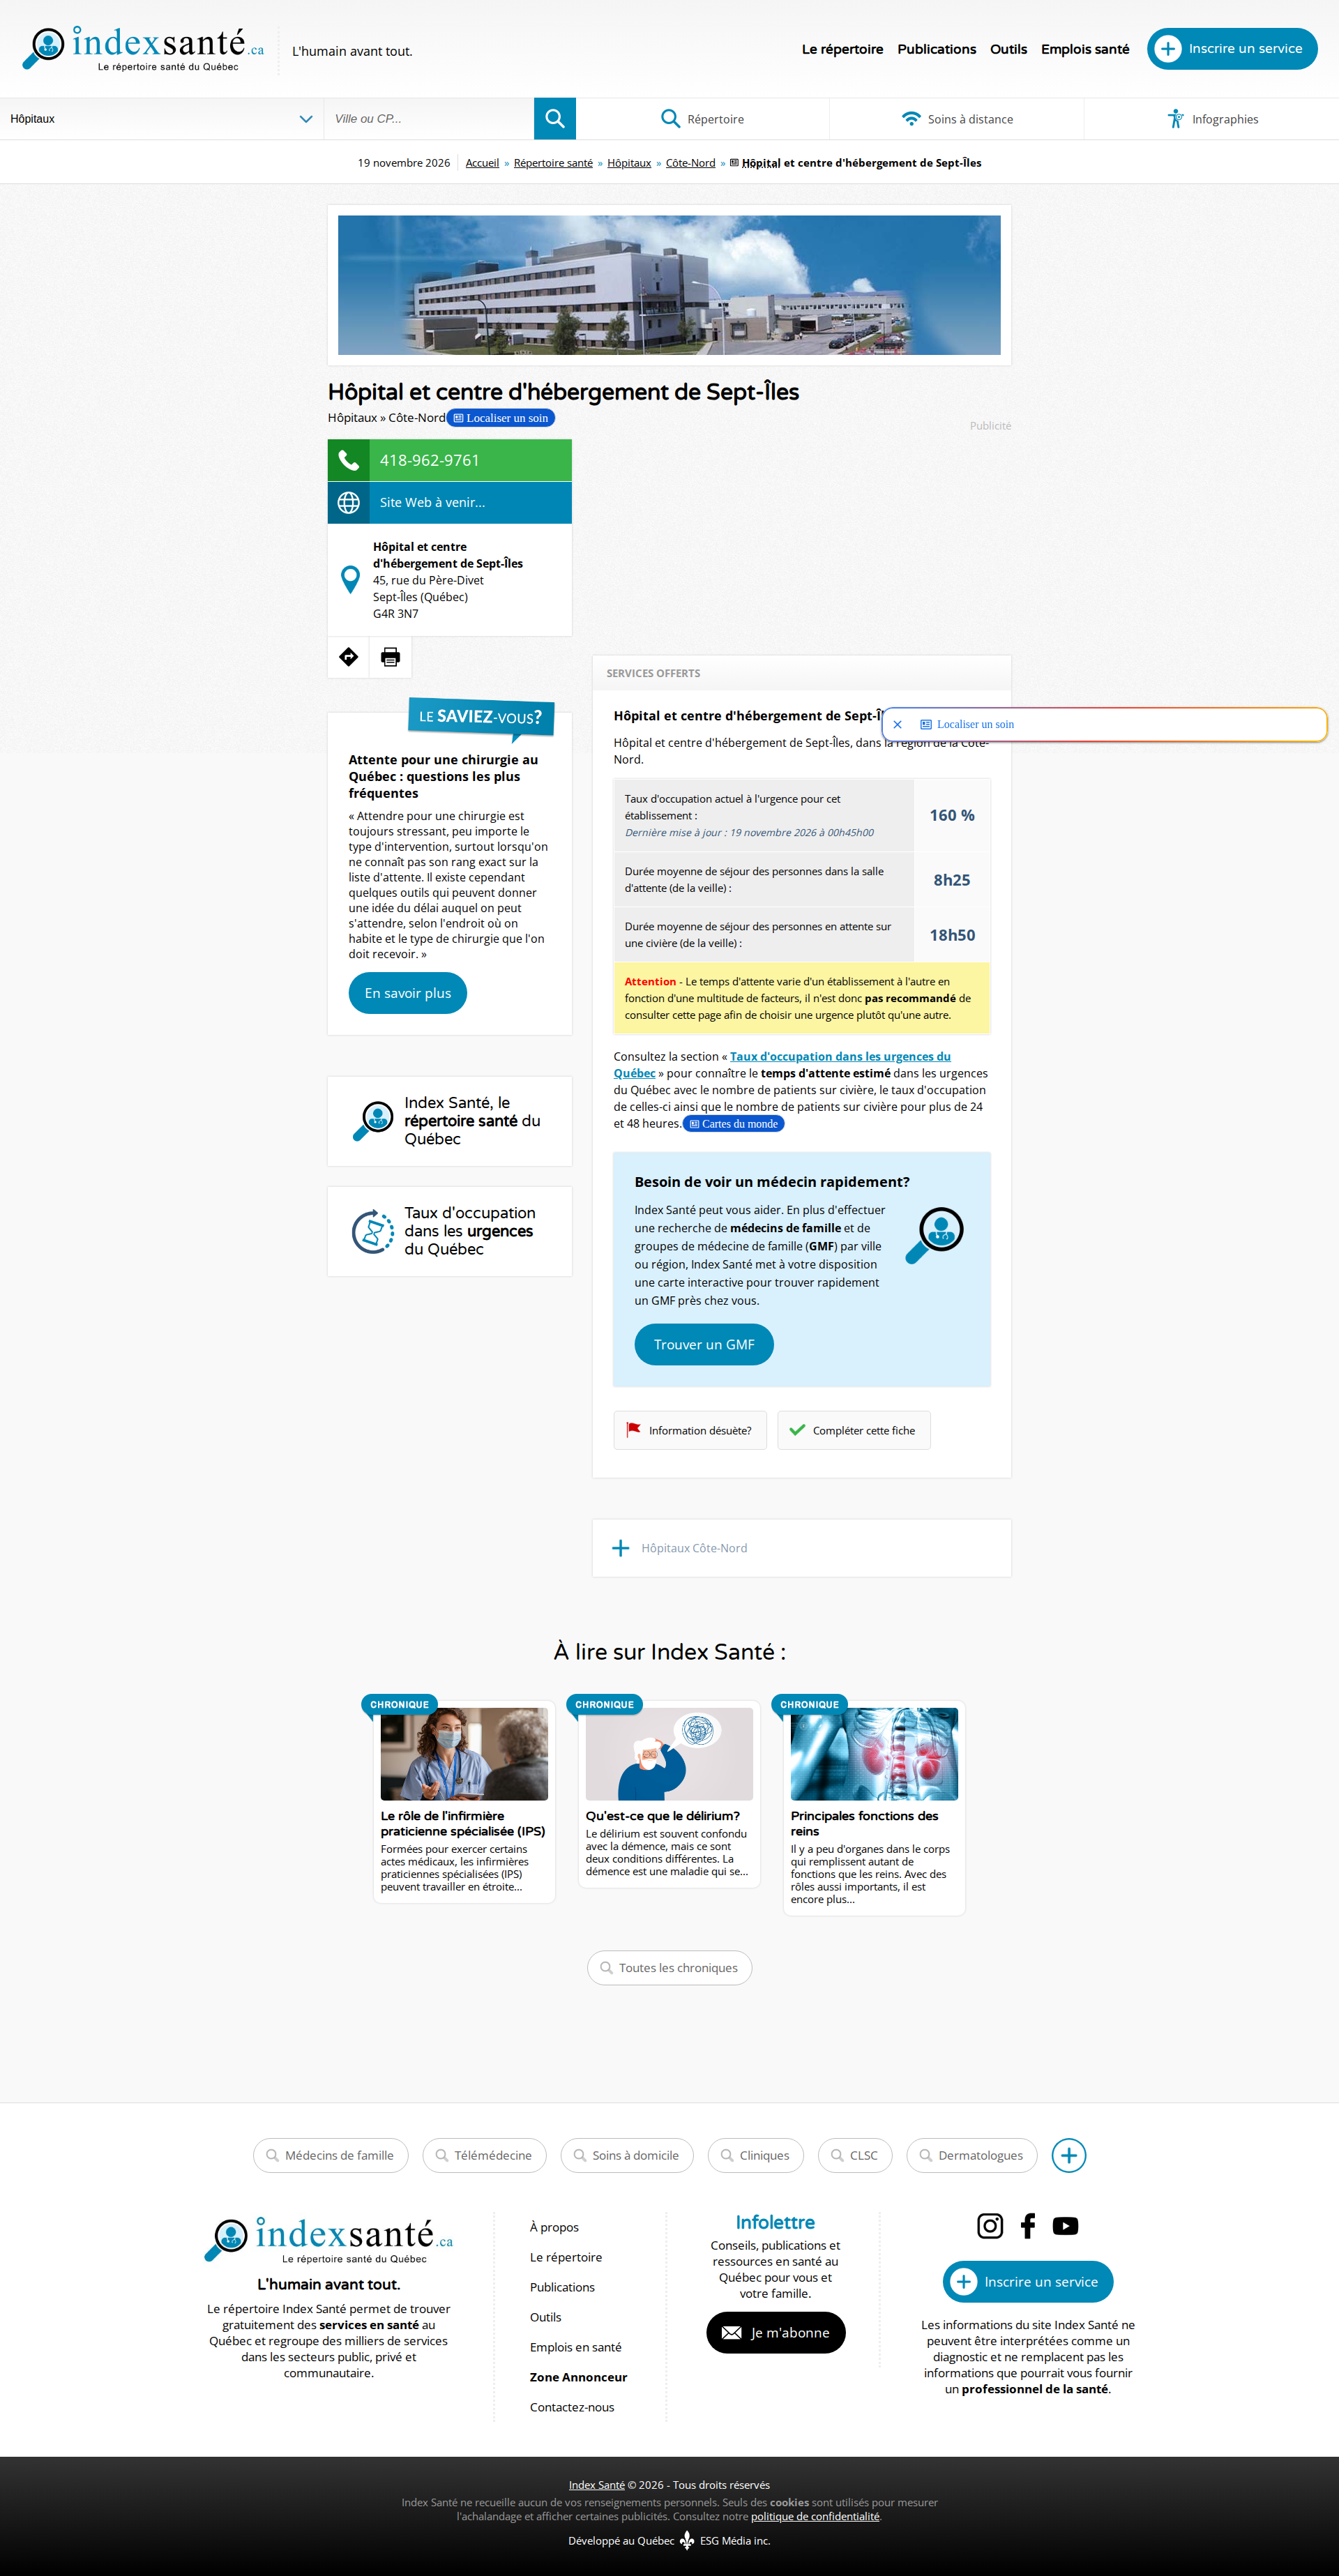 indexsanté.ca
Le répertoire santé du Québec
L'humain avant tout.
Le répertoire
Publications
Outils
Emplois santé
Inscrire un service
Hôpitaux
Ville ou CP...
Répertoire
Soins à distance
Infographies
19 novembre 2026
Accueil » Répertoire santé » Hôpitaux » Côte-Nord » Hôpital et centre d'hébergement de Sept-Îles
Hôpital et centre d'hébergement de Sept-Îles
Hôpitaux » Côte-Nord Localiser un soin
Publicité
418-962-9761
Site Web à venir...
Hôpital et centre
d'hébergement de Sept-Îles
45, rue du Père-Divet
Sept-Îles (Québec)
G4R 3N7
LE SAVIEZ-VOUS?
Attente pour une chirurgie au
Québec : questions les plus
fréquentes
« Attendre pour une chirurgie est
toujours stressant, peu importe le
type d'intervention, surtout lorsqu'on
ne connaît pas son rang exact sur la
liste d'attente. Il existe cependant
quelques outils qui peuvent donner
une idée du délai auquel on peut
s'attendre, selon l'endroit où on
habite et le type de chirurgie que l'on
doit recevoir. »
En savoir plus
Index Santé, le
répertoire santé du
Québec
Taux d'occupation
dans les urgences
du Québec
SERVICES OFFERTS
Hôpital et centre d'hébergement de Sept-Îl
Localiser un soin
Hôpital et centre d'hébergement de Sept-Îles, dans la région de la Côte-
Nord.
Taux d'occupation actuel à l'urgence pour cet
établissement :
Dernière mise à jour : 19 novembre 2026 à 00h45h00
160 %
Durée moyenne de séjour des personnes dans la salle
d'attente (de la veille) :
8h25
Durée moyenne de séjour des personnes en attente sur
une civière (de la veille) :
18h50
Attention - Le temps d'attente varie d'un établissement à l'autre en
fonction d'une multitude de facteurs, il n'est donc pas recommandé de
consulter cette page afin de choisir une urgence plutôt qu'une autre.
Consultez la section « Taux d'occupation dans les urgences du
Québec » pour connaître le temps d'attente estimé dans les urgences
du Québec avec le nombre de patients sur civière, le taux d'occupation
de celles-ci ainsi que le nombre de patients sur civière pour plus de 24
et 48 heures. Cartes du monde
Besoin de voir un médecin rapidement?
Index Santé peut vous aider. En plus d'effectuer
une recherche de médecins de famille et de
groupes de médecine de famille (GMF) par ville
ou région, Index Santé met à votre disposition
une carte interactive pour trouver rapidement
un GMF près chez vous.
Trouver un GMF
Information désuète?
Compléter cette fiche
Hôpitaux Côte-Nord
À lire sur Index Santé :
CHRONIQUE
Le rôle de l'infirmière
praticienne spécialisée (IPS)
Formées pour exercer certains
actes médicaux, les infirmières
praticiennes spécialisées (IPS)
peuvent travailler en étroite...
CHRONIQUE
Qu'est-ce que le délirium?
Le délirium est souvent confondu
avec la démence, mais ce sont
deux conditions différentes. La
démence est une maladie qui se...
CHRONIQUE
Principales fonctions des
reins
Il y a peu d'organes dans le corps
qui remplissent autant de
fonctions que les reins. Avec des
rôles aussi importants, il est
encore plus...
Toutes les chroniques
Médecins de famille
Télémédecine
Soins à domicile
Cliniques
CLSC
Dermatologues
indexsanté.ca
Le répertoire santé du Québec
L'humain avant tout.
Le répertoire Index Santé permet de trouver
gratuitement des services en santé au
Québec et regroupe des milliers de services
dans les secteurs public, privé et
communautaire.
À propos
Le répertoire
Publications
Outils
Emplois en santé
Zone Annonceur
Contactez-nous
Infolettre
Conseils, publications et
ressources en santé au
Québec pour vous et
votre famille.
Je m'abonne
Inscrire un service
Les informations du site Index Santé ne
peuvent être interprétées comme un
diagnostic et ne remplacent pas les
informations que pourrait vous fournir
un professionnel de la santé.
Index Santé © 2026 - Tous droits réservés
Index Santé ne recueille aucun de vos renseignements personnels. Seuls des cookies sont utilisés pour mesurer
l'achalandage et afficher certaines publicités. Consultez notre politique de confidentialité.
Développé au Québec ESG Média inc.